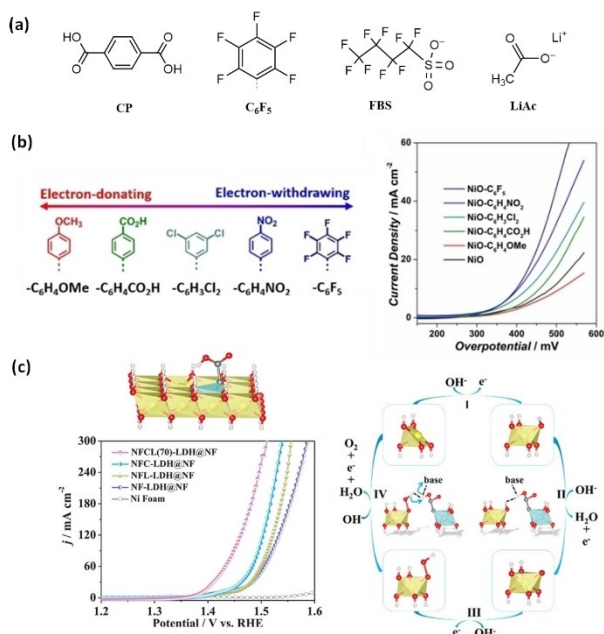 (a)
HO
O
O
OH
CP
F
F
F
F
F
C₆F₅
F F F F
F
F F F F
O⁻
S
O
O
FBS
O
Li⁺
H₃C
O⁻
LiAc
(b)
Electron-donating
Electron-withdrawing
OCH₃
CO₂H
Cl
Cl
NO₂
F
F
F
F
F
-C₆H₄OMe
-C₆H₄CO₂H
-C₆H₃Cl₂
-C₆H₄NO₂
-C₆F₅
Current Density / mA cm⁻²
60
40
20
0
NiO-C₆F₅
NiO-C₆H₄NO₂
NiO-C₆H₃Cl₂
NiO-C₆H₄CO₂H
NiO-C₆H₄OMe
NiO
200 300 400 500 600
Overpotential / mV
(c)
j / mA cm⁻²
300
240
180
120
60
0
NFCL(70)-LDH@NF
NFC-LDH@NF
NFL-LDH@NF
NF-LDH@NF
Ni Foam
1.2 1.3 1.4 1.5 1.6
Potential / V vs. RHE
OH⁻ e⁻
I
O₂
+
e⁻
+
H₂O
OH⁻
IV
base
base
II
OH⁻
H₂O
+
e⁻
III
e⁻ OH⁻